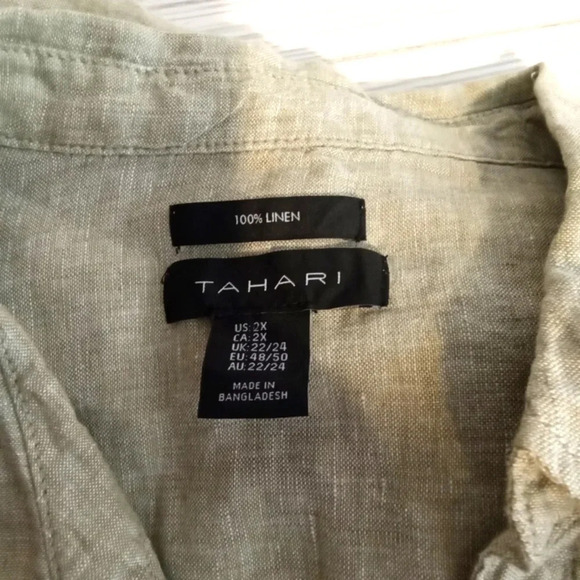 100% LINEN
TAHARI
US: 2X
CA: 2X
UK: 22/24
EU: 48/50
AU: 22/24
MADE IN
BANGLADESH